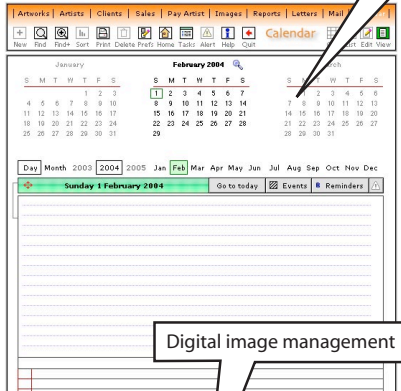 Artworks | Artists | Clients | Sales | Pay Artist | Images | Reports | Letters | Mail
New Find Find+ Sort Print Delete Prefs Home Tasks Alert Help Quit Calendar Edit View
January February 2004
S M T W T F S S M T W T F S S M T W T F S
1 2 3 1 2 3 4 5 6 7 1 2 3 4 5 6
4 5 6 7 8 9 10 8 9 10 11 12 13 14 7 8 9 10 11 12 13
11 12 13 14 15 16 17 15 16 17 18 19 20 21 14 15 16 17 18 19 20
18 19 20 21 22 23 24 22 23 24 25 26 27 28 21 22 23 24 25 26 27
25 26 27 28 29 30 31 29 28 29 30 31
Day Month 2003 2004 2005 Jan Feb Mar Apr May Jun Jul Aug Sep Oct Nov Dec
Sunday 1 February 2004 Go to today Events Reminders
Digital image management